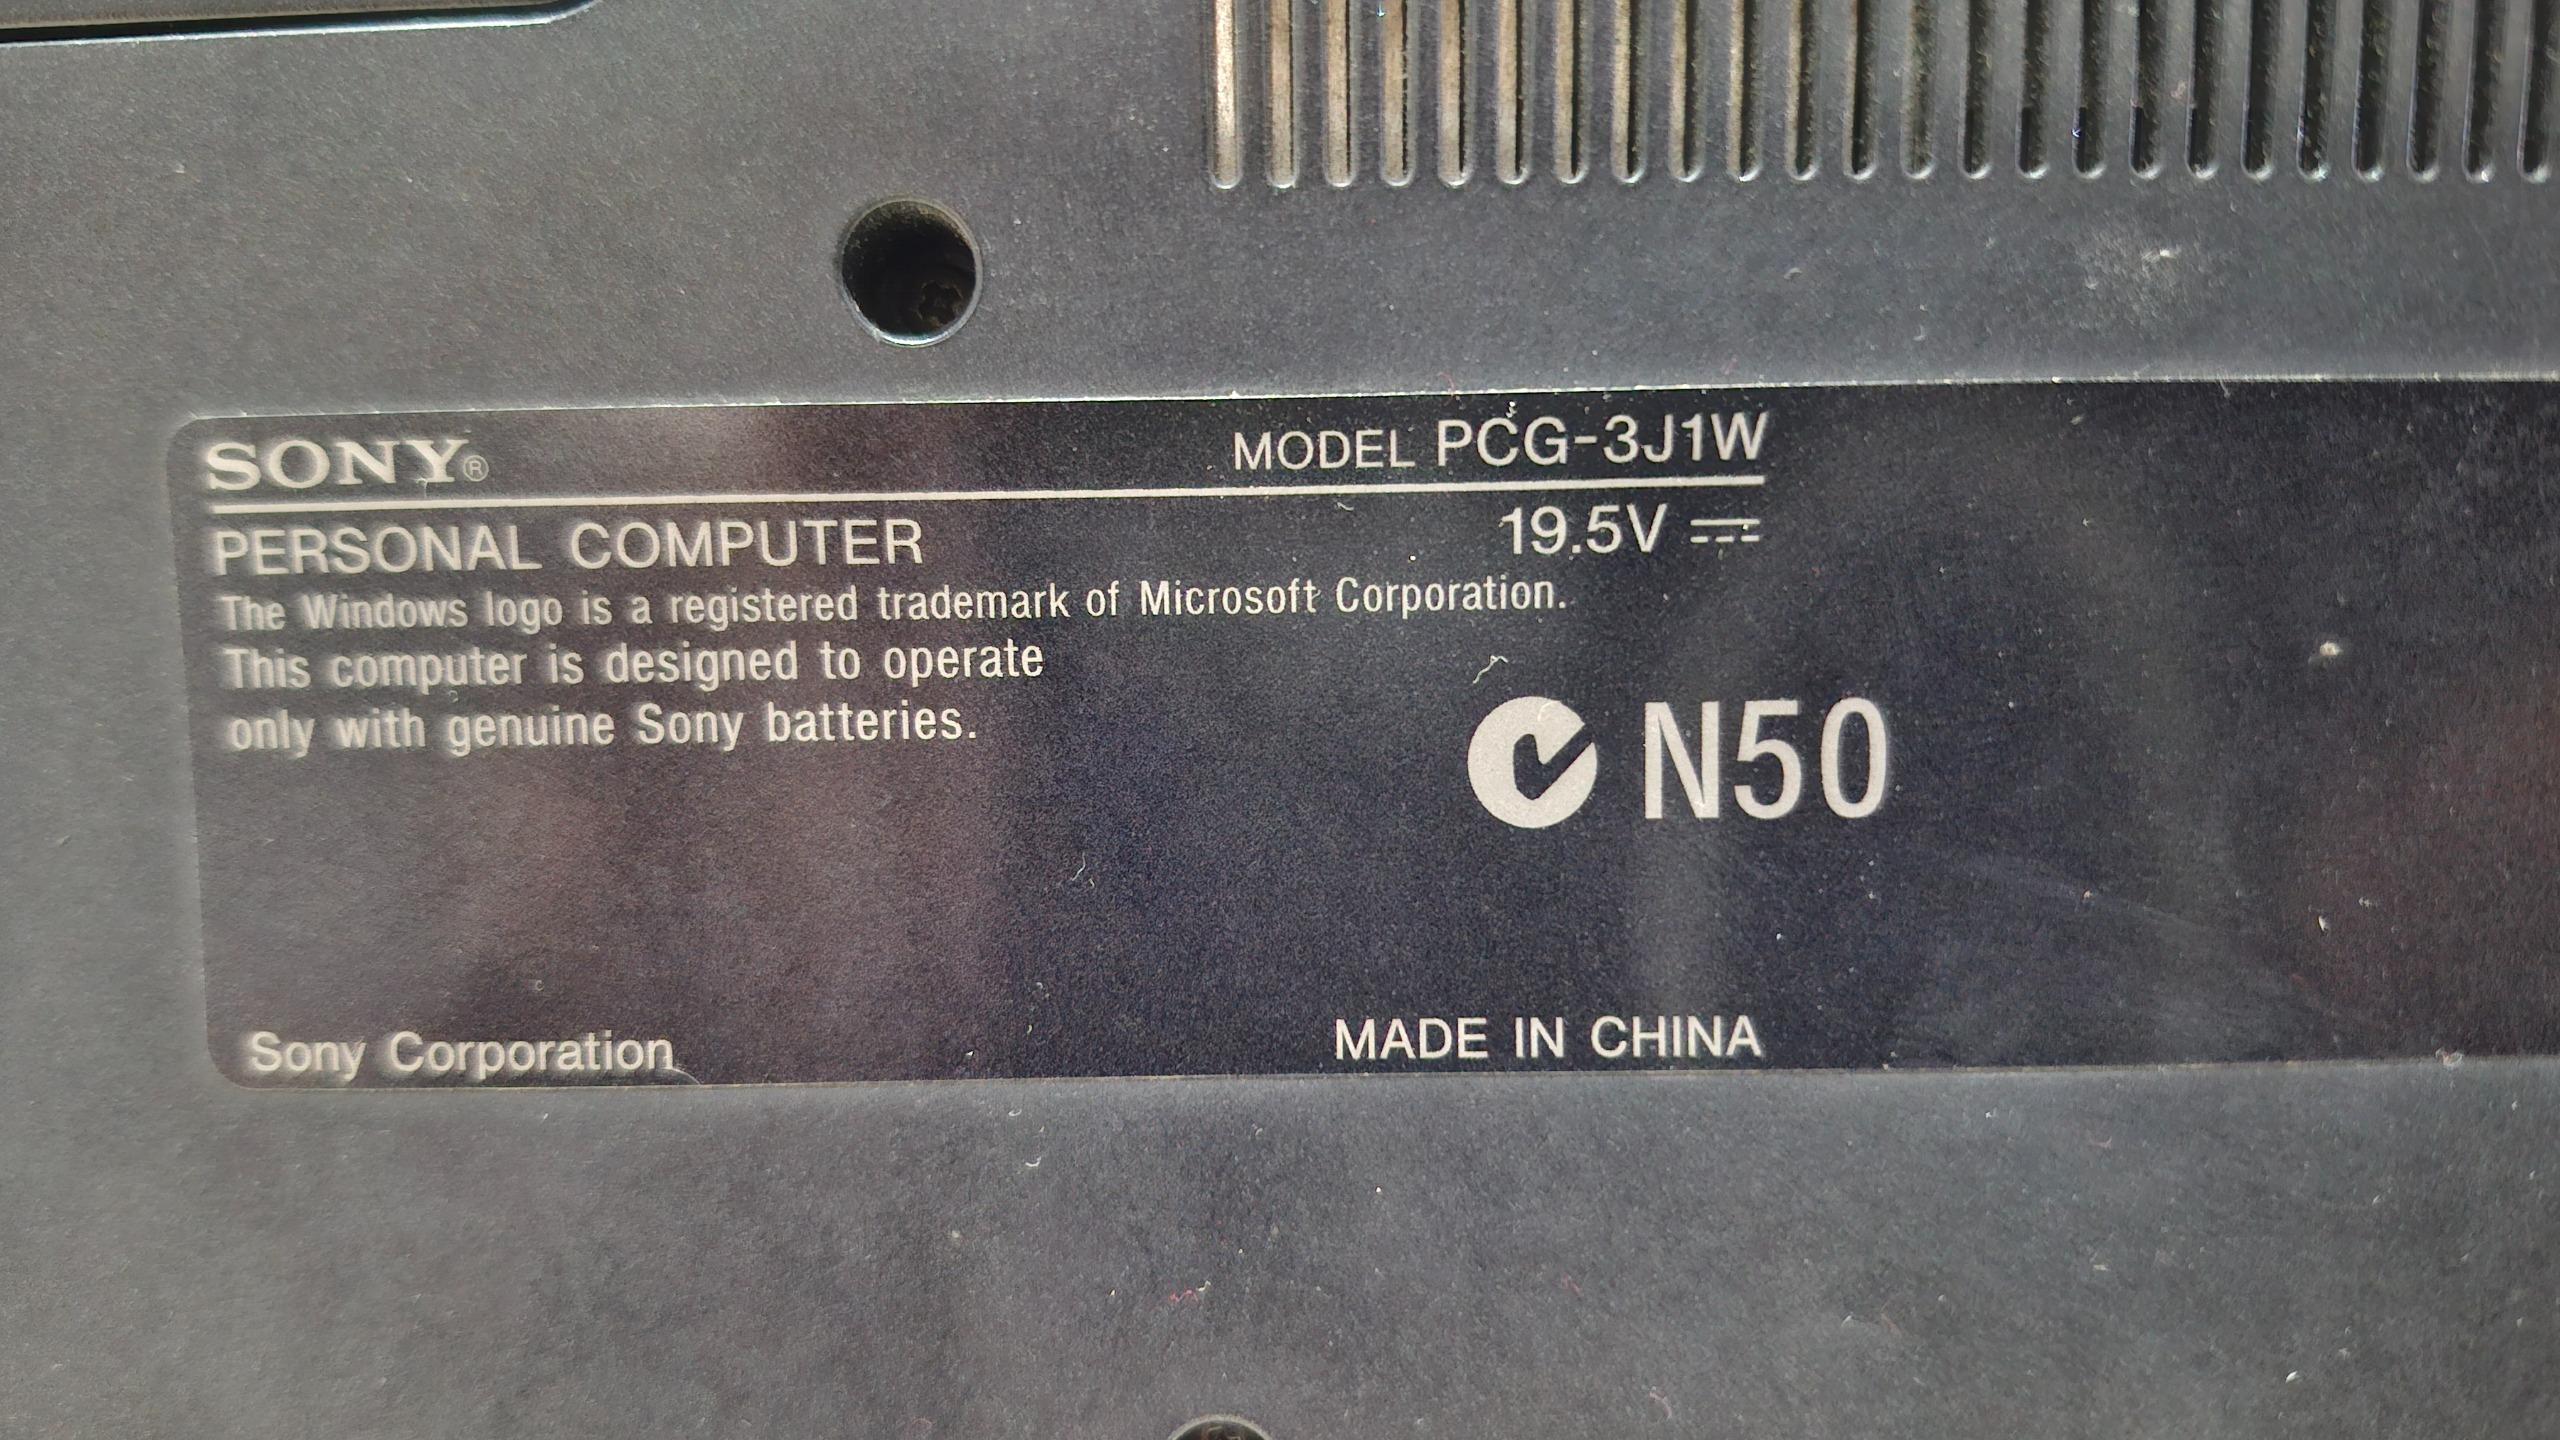 SONY® MODEL PCG-3J1W
PERSONAL COMPUTER 19.5V
The Windows logo is a registered trademark of Microsoft Corporation.
This computer is designed to operate
only with genuine Sony batteries.
N50
Sony Corporation MADE IN CHINA